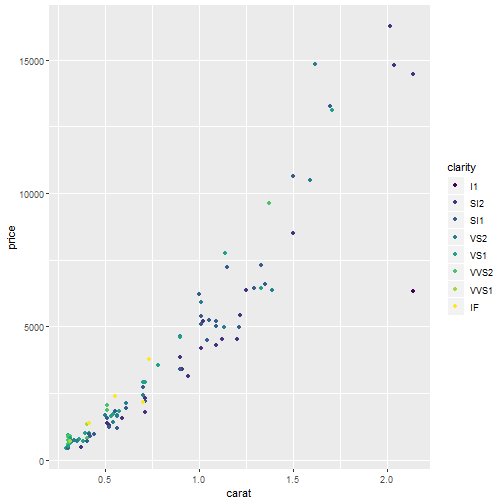 15000
10000
5000
0
price
0.5 1.0 1.5 2.0
carat
clarity
I1
SI2
SI1
VS2
VS1
VVS2
VVS1
IF